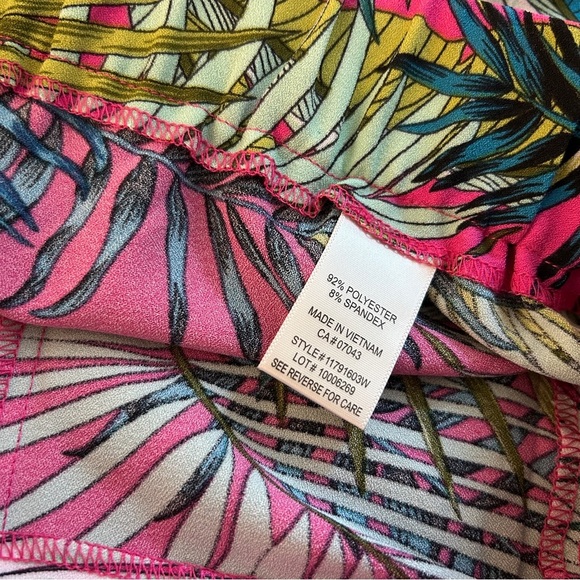 92% POLYESTER
8% SPANDEX
MADE IN VIETNAM
CA# 07043
STYLE# 11791603W
LOT# 10006269
SEE REVERSE FOR CARE